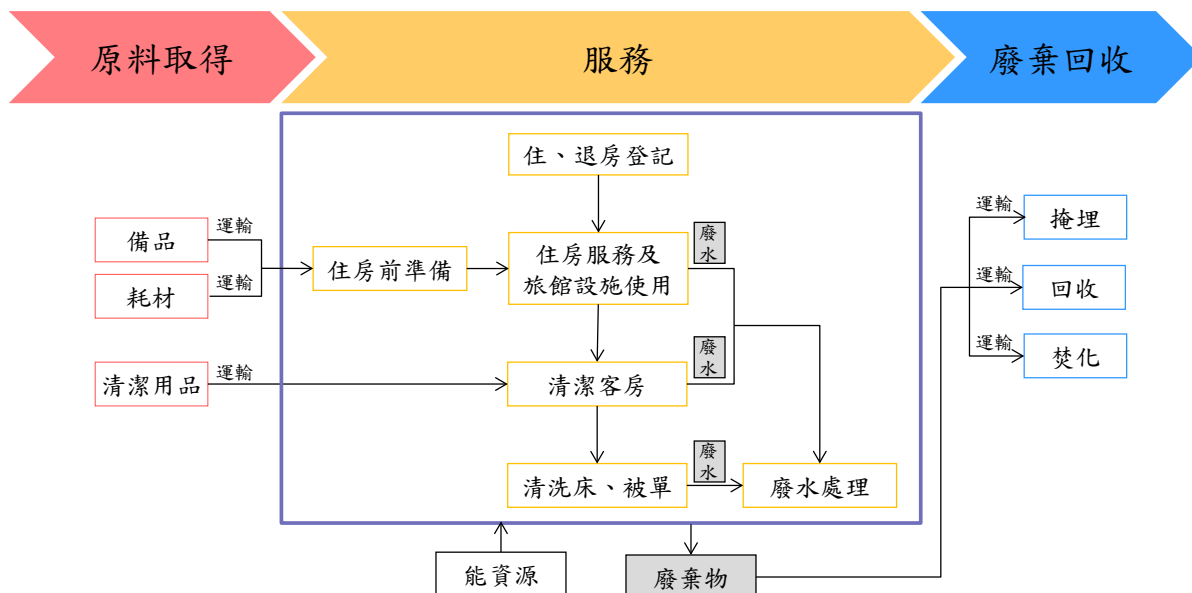 原料取得
服務
廢棄回收
住、退房登記
備品
運輸
耗材
運輸
住房前準備
住房服務及
旅館設施使用
廢
水
清潔用品
運輸
清潔客房
廢
水
清洗床、被單
廢
水
廢水處理
能資源
廢棄物
運輸
掩埋
運輸
回收
運輸
焚化